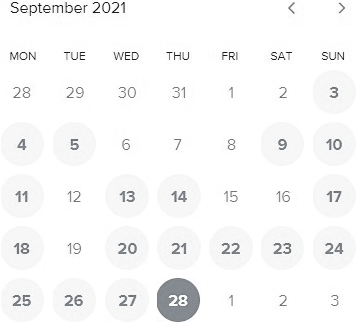 September 2021
MON TUE WED THU FRI SAT SUN
28 29 30 31 1 2 3
4 5 6 7 8 9 10
11 12 13 14 15 16 17
18 19 20 21 22 23 24
25 26 27 28 1 2 3